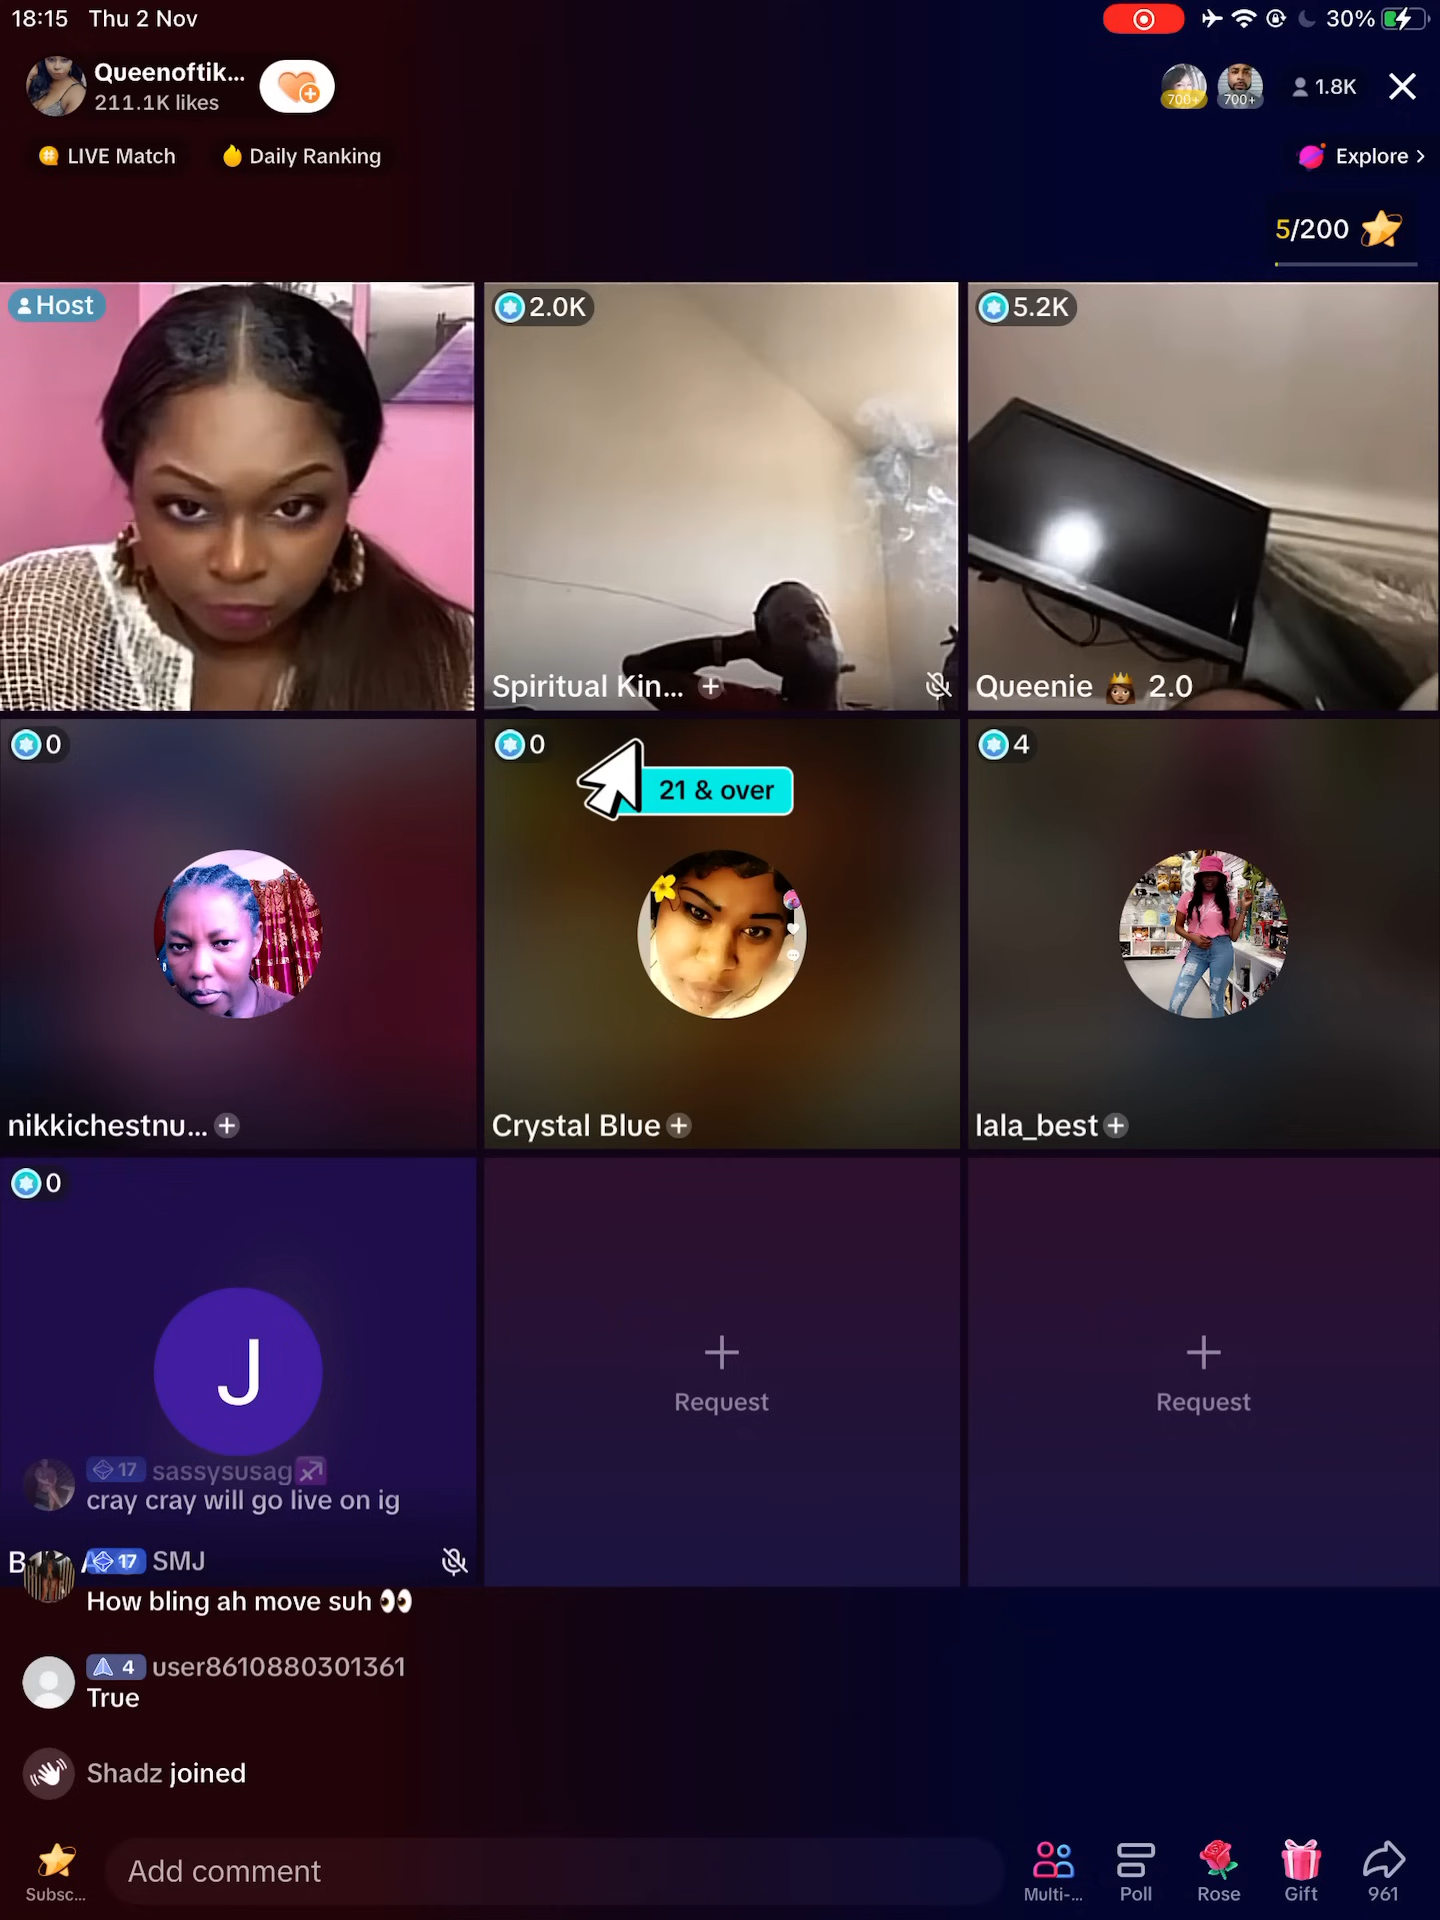 18:15 Thu 2 Nov
30%
Queenoftik...
211.1K likes
700+
700+
1.8K
LIVE Match
Daily Ranking
Explore >
5/200
Host
2.0K
5.2K
Spiritual Kin...
Queenie 2.0
0
0
4
21 & over
nikkichestnu...
Crystal Blue
lala_best
0
J
Request
Request
17 sassysusag
cray cray will go live on ig
17 SMJ
How bling ah move suh 👀
4 user8610880301361
True
Shadz joined
Subsc...
Add comment
Multi-...
Poll
Rose
Gift
961